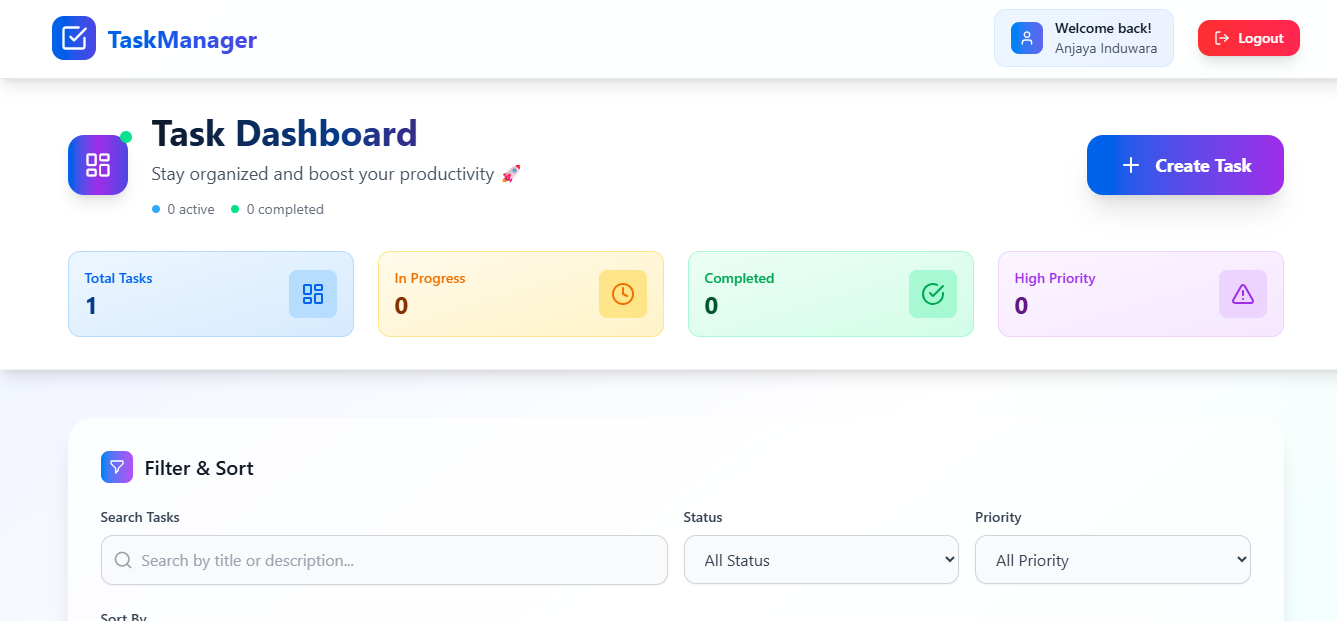 TaskManager
Welcome back!
Anjaya Induwara
Logout
Task Dashboard
Stay organized and boost your productivity 🚀
0 active
0 completed
Create Task
Total Tasks
1
In Progress
0
Completed
0
High Priority
0
Filter & Sort
Search Tasks
Status
Priority
Search by title or description...
All Status
All Priority
Sort By